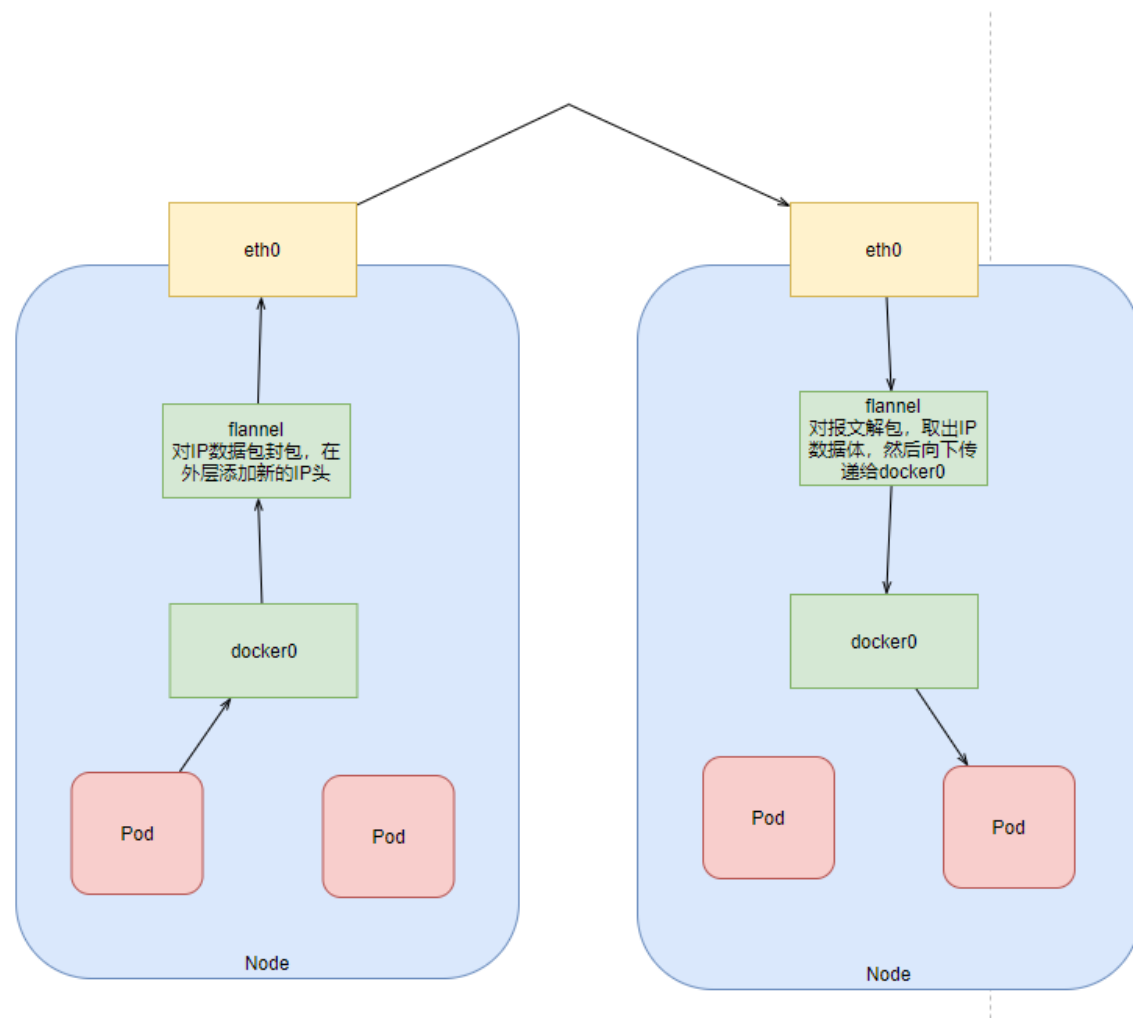 eth0
eth0
flannel
对IP数据包封包，在
外层添加新的IP头
flannel
对报文解包，取出IP
数据体，然后向下传
递给docker0
docker0
docker0
Pod
Pod
Pod
Pod
Node
Node